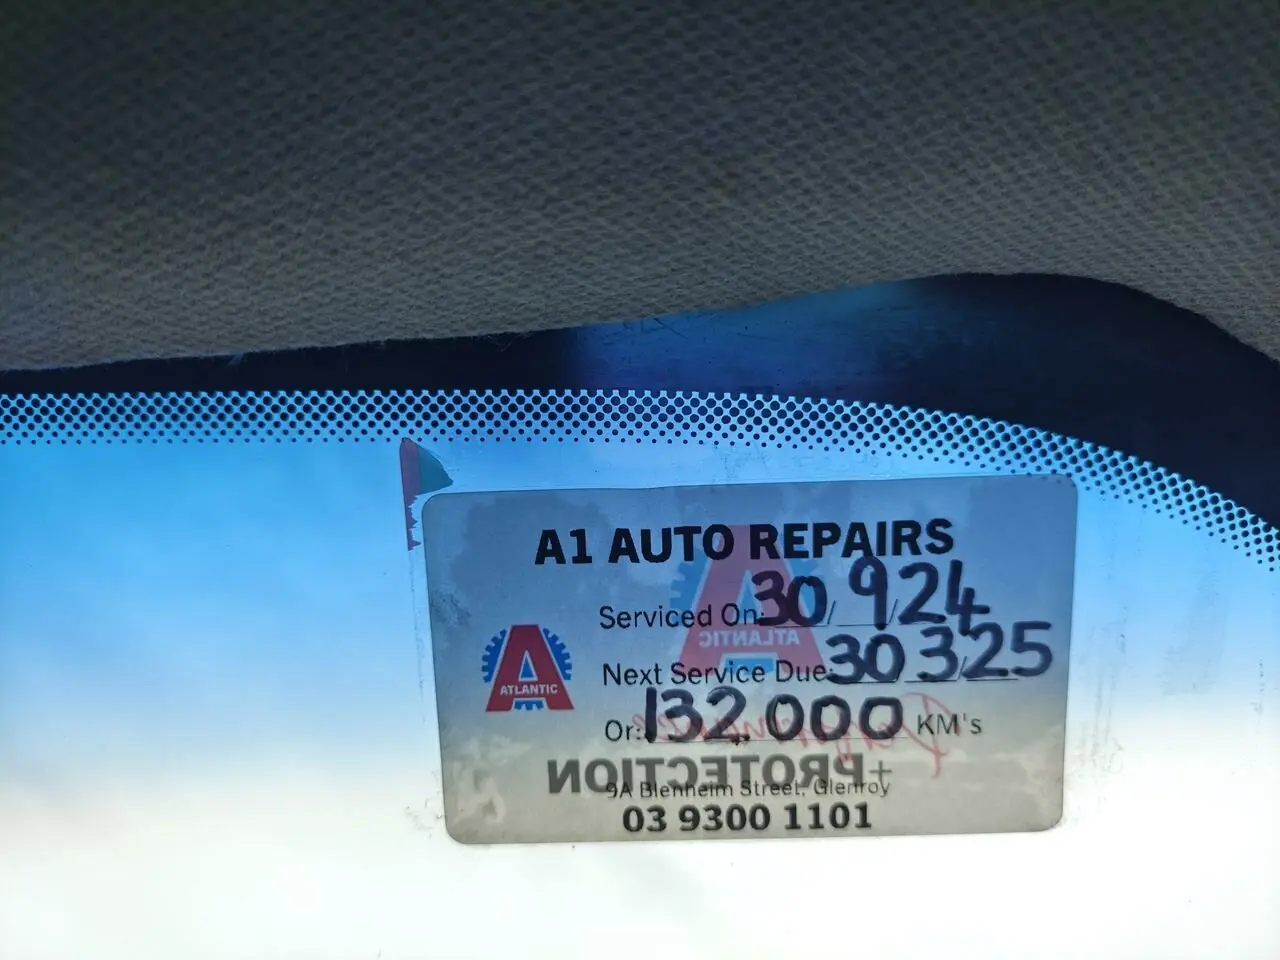 A1 AUTO REPAIRS
Serviced On: 30/9/24
Next Service Due: 30/3/25
Or: 132.000 KM's
ATLANTIC
ATLANTIC
+PROTECTION
9A Blenheim Street, Glenroy
03 9300 1101